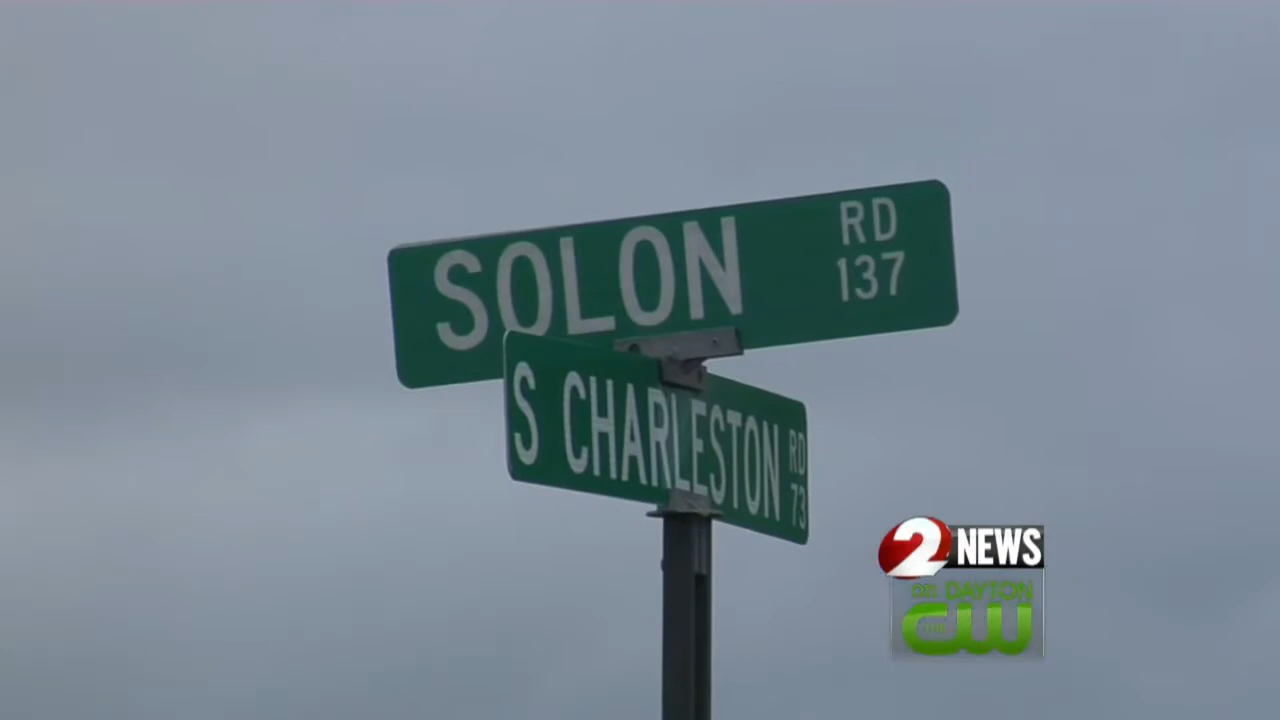 SOLON RD
137
S CHARLESTON RD
73
2 NEWS
DAYTON
CW